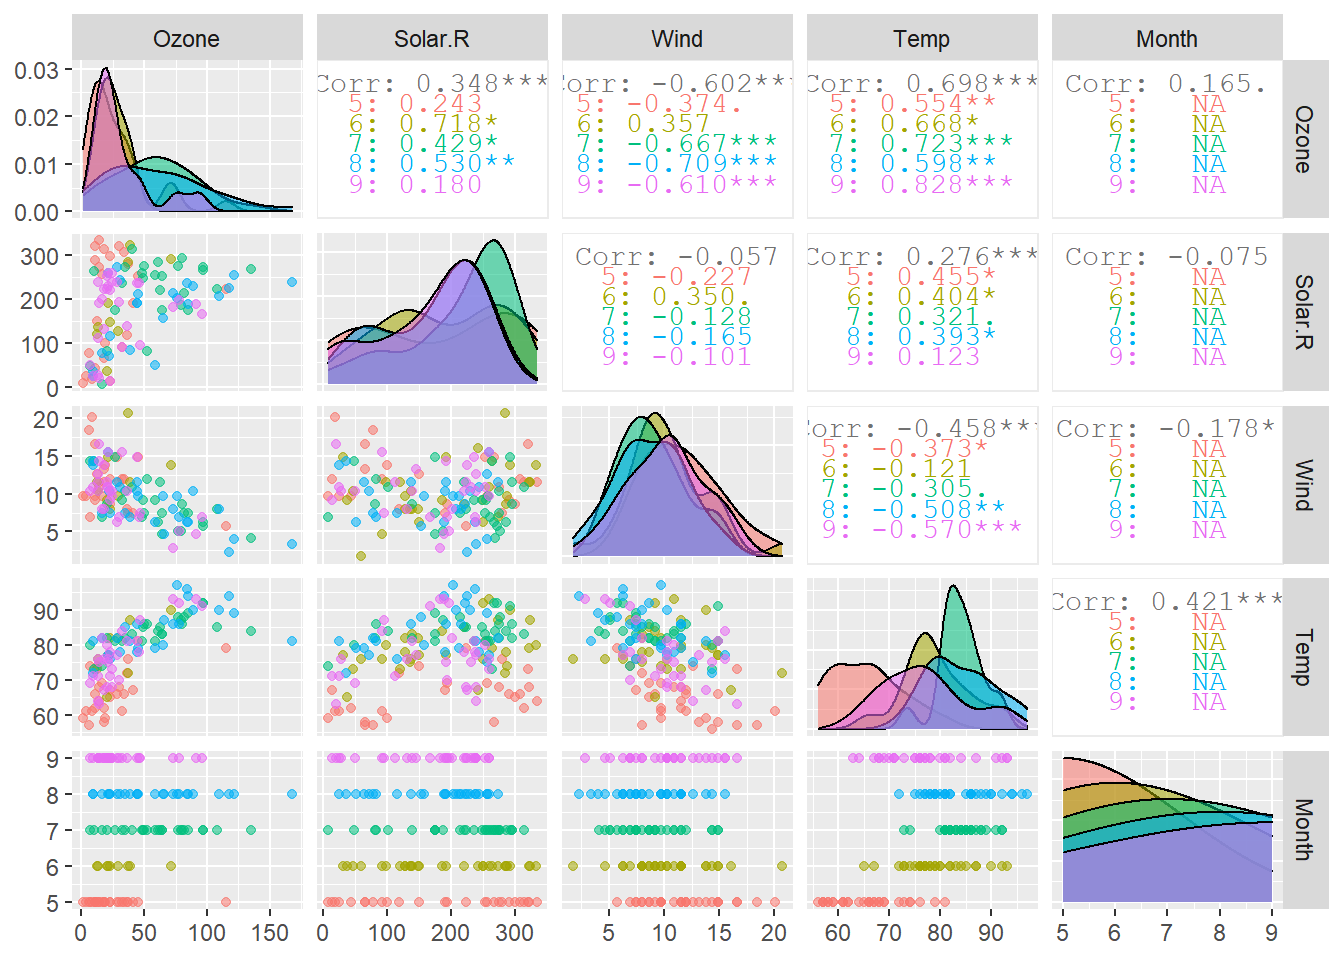 Ozone
Solar.R
Wind
Temp
Month
0.03
0.02
0.01
0.00
Corr: 0.348***
5: 0.243
6: 0.718*
7: 0.429*
8: 0.530**
9: 0.180
Corr: -0.602***
5: -0.374.
6: 0.357
7: -0.667***
8: -0.709***
9: -0.610***
Corr: 0.698***
5: 0.554**
6: 0.668*
7: 0.723***
8: 0.598**
9: 0.828***
Corr: 0.165.
5: NA
6: NA
7: NA
8: NA
9: NA
Ozone
300
200
100
0
Corr: -0.057
5: -0.227
6: 0.350.
7: -0.128
8: -0.165
9: -0.101
Corr: 0.276***
5: 0.455*
6: 0.404*
7: 0.321.
8: 0.393*
9: 0.123
Corr: -0.075
5: NA
6: NA
7: NA
8: NA
9: NA
Solar.R
20
15
10
5
Corr: -0.458***
5: -0.373*
6: -0.121
7: -0.305.
8: -0.508**
9: -0.570***
Corr: -0.178*
5: NA
6: NA
7: NA
8: NA
9: NA
Wind
90
80
70
60
Corr: 0.421***
5: NA
6: NA
7: NA
8: NA
9: NA
Temp
9
8
7
6
5
Month
0 50 100 150
0 100 200 300
5 10 15 20
60 70 80 90
5 6 7 8 9